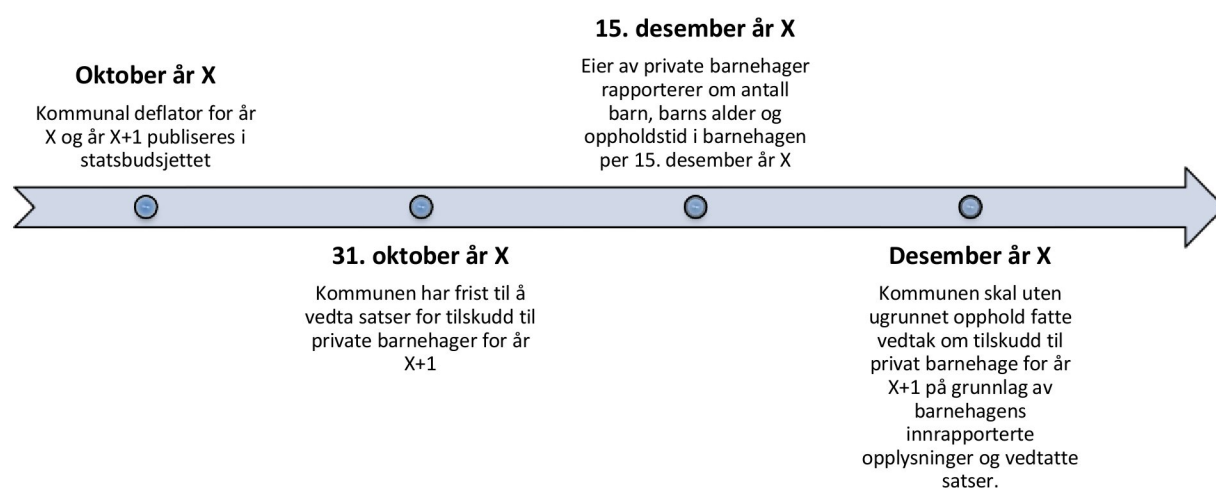 Oktober år X
Kommunal deflator for år
X og år X+1 publiseres i
statsbudsjettet
31. oktober år X
Kommunen har frist til å
vedta satser for tilskudd til
private barnehager for år
X+1
15. desember år X
Eier av private barnehager
rapporterer om antall
barn, barns alder og
oppholdstid i barnehagen
per 15. desember år X
Desember år X
Kommunen skal uten
ugrunnet opphold fatte
vedtak om tilskudd til
privat barnehage for år
X+1 på grunnlag av
barnehagens
innrapporterte
opplysninger og vedtatte
satser.